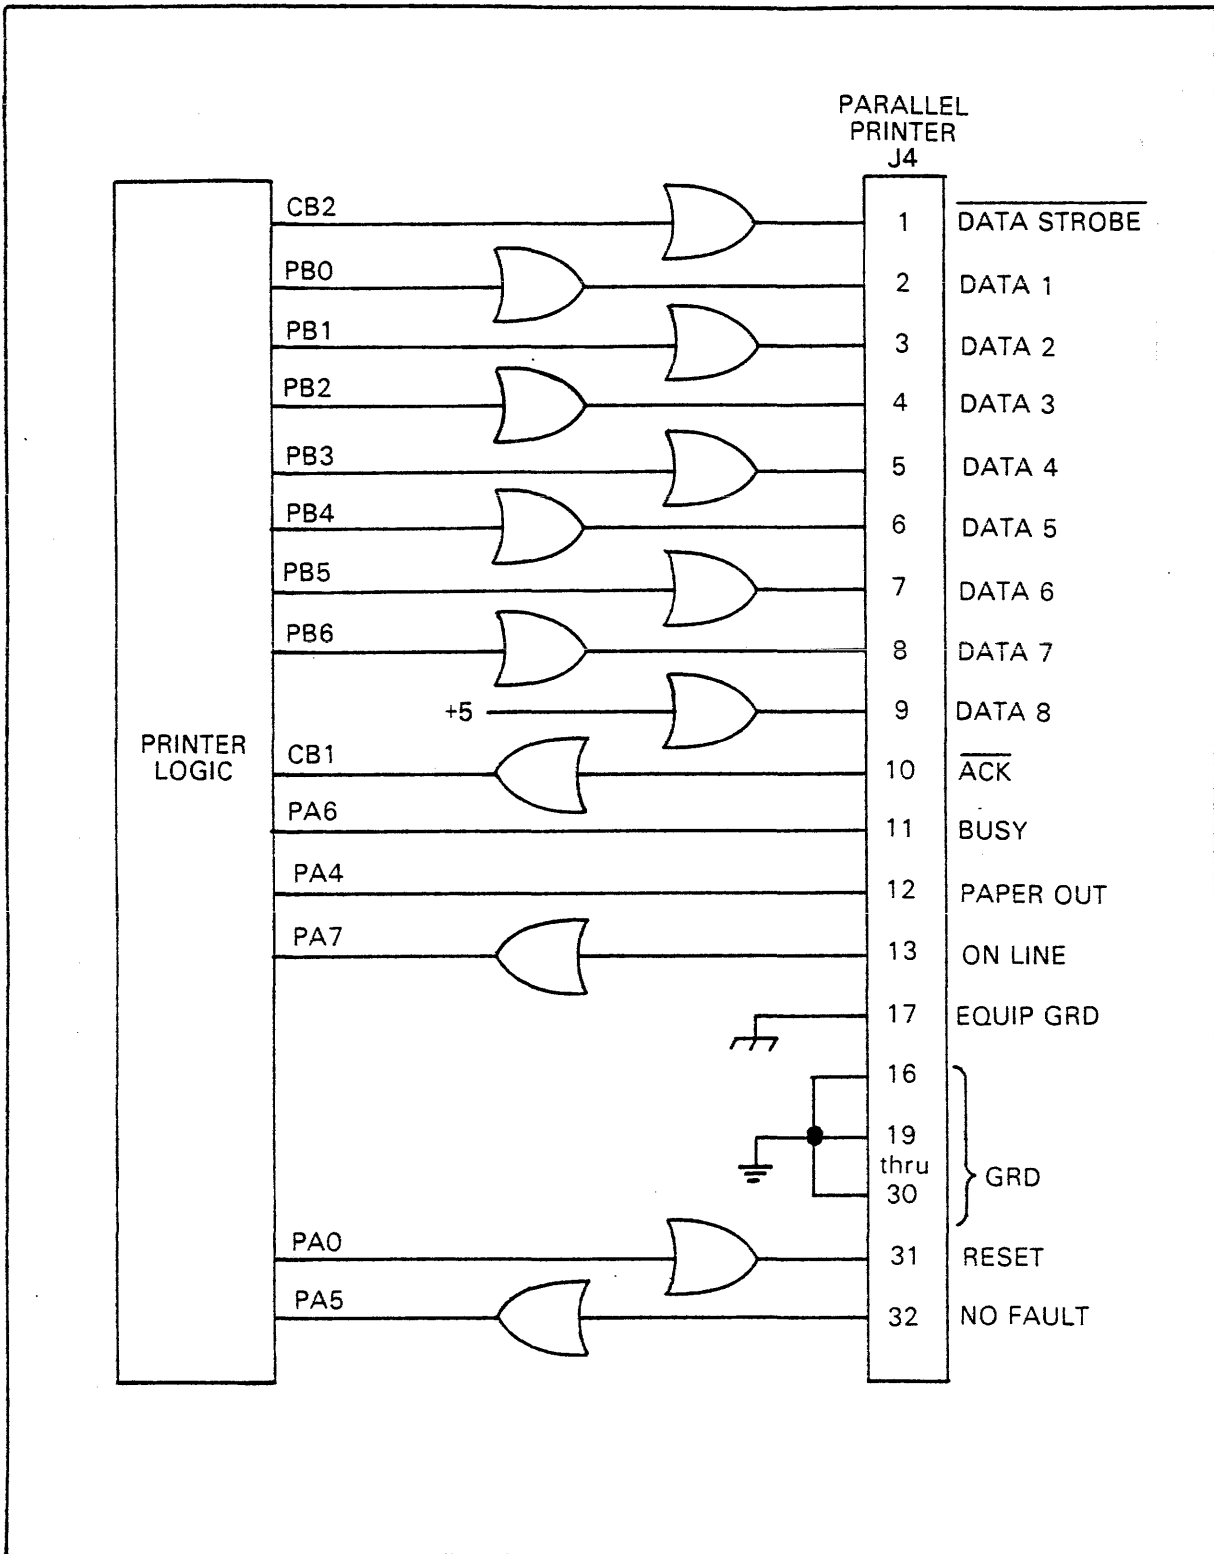 PARALLEL
PRINTER
J4
CB2 1 DATA STROBE
PB0 2 DATA 1
PB1 3 DATA 2
PB2 4 DATA 3
PB3 5 DATA 4
PB4 6 DATA 5
PB5 7 DATA 6
PB6 8 DATA 7
+5 9 DATA 8
PRINTER
LOGIC
CB1 10 ACK
PA6 11 BUSY
PA4 12 PAPER OUT
PA7 13 ON LINE
17 EQUIP GRD
16
19
thru
30
GRD
PA0 31 RESET
PA5 32 NO FAULT